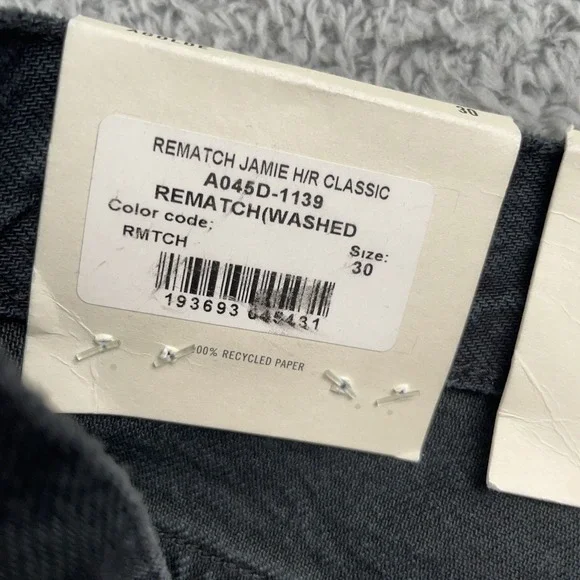 30
REMATCH JAMIE H/R CLASSIC
A045D-1139
REMATCH(WASHED
Color code;
RMTCH
Size:
30
193693 045431
100% RECYCLED PAPER